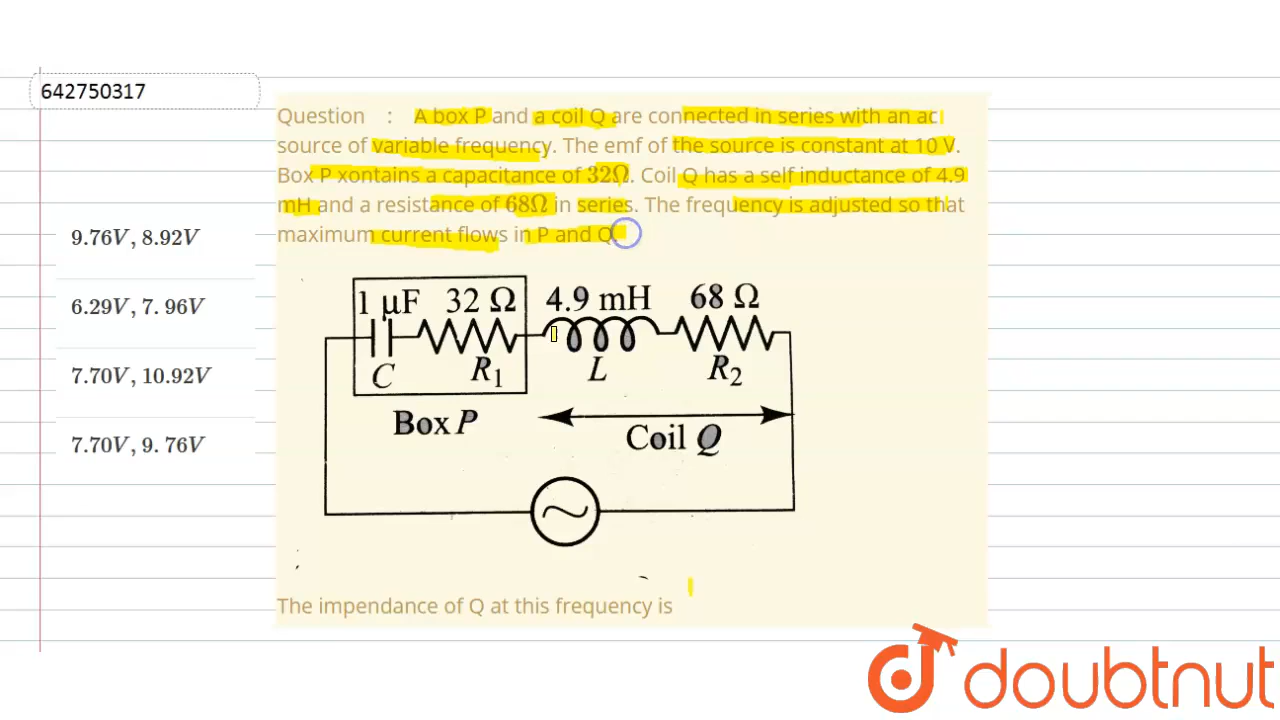 642750317
Question : A box P and a coil Q are connected in series with an ac
source of variable frequency. The emf of the source is constant at 10 V.
Box P xontains a capacitance of 32Ω. Coil Q has a self inductance of 4.9
mH and a resistance of 68Ω in series. The frequency is adjusted so that
maximum current flows in P and Q
9.76V, 8.92V
6.29V, 7.96V
7.70V, 10.92V
7.70V, 9.76V
1 μF 32 Ω 4.9 mH 68 Ω
C R1 L R2
Box P
Coil Q
The impendance of Q at this frequency is
doubtnut